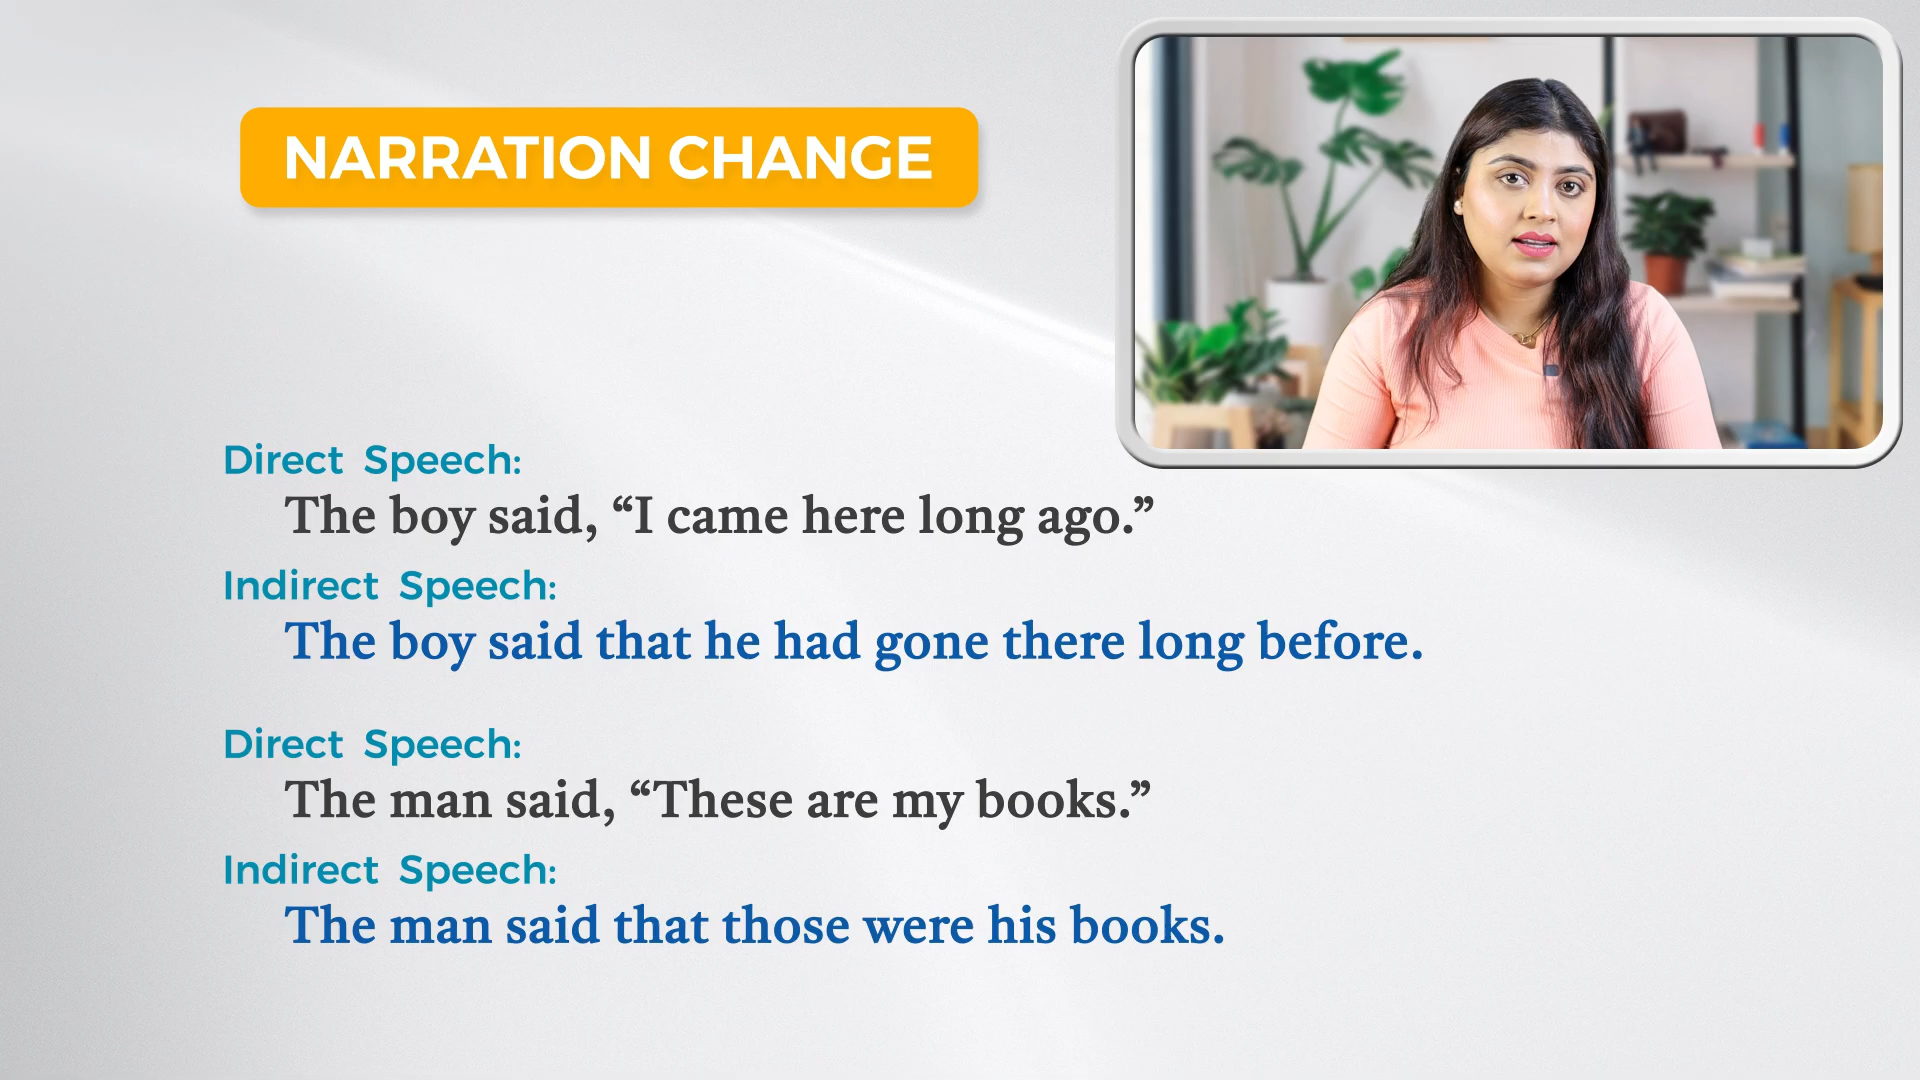 NARRATION CHANGE
Direct Speech:
The boy said, “I came here long ago.”
Indirect Speech:
The boy said that he had gone there long before.
Direct Speech:
The man said, “These are my books.”
Indirect Speech:
The man said that those were his books.